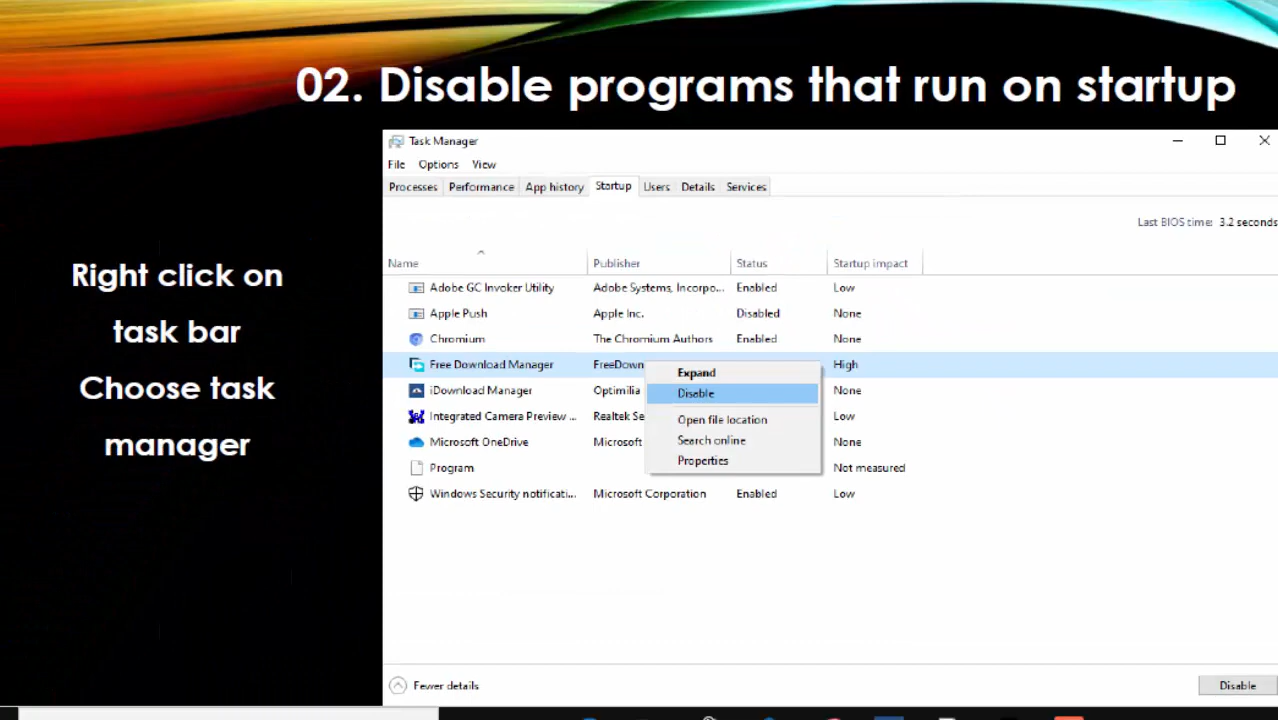 02. Disable programs that run on startup
Task Manager
File Options View
Processes Performance App history Startup Users Details Services
Last BIOS time: 3.2 seconds
Right click on
task bar
Choose task
manager
Name Publisher Status Startup impact
Adobe GC Invoker Utility Adobe Systems, Incorpo... Enabled Low
Apple Push Apple Inc. Disabled None
Chromium The Chromium Authors Enabled None
Free Download Manager FreeDown High
iDownload Manager Optimilia None
Integrated Camera Preview ... Realtek Se Low
Microsoft OneDrive Microsoft None
Program Not measured
Windows Security notificati... Microsoft Corporation Enabled Low
Expand
Disable
Open file location
Search online
Properties
Fewer details Disable